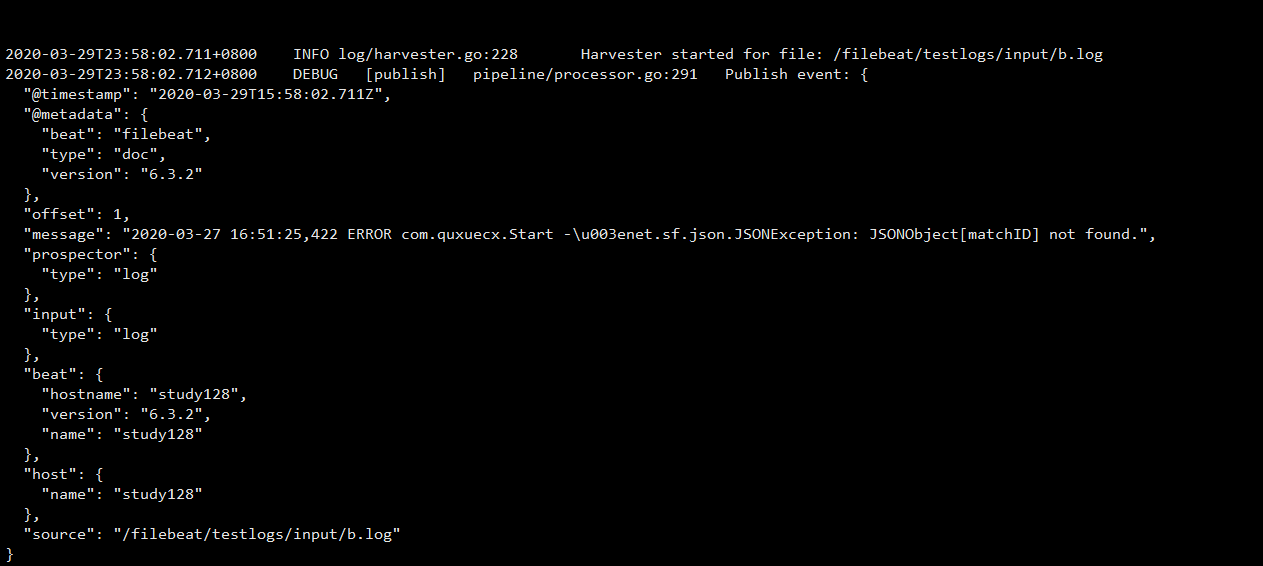 2020-03-29T23:58:02.711+0800    INFO log/harvester.go:228       Harvester started for file: /filebeat/testlogs/input/b.log
2020-03-29T23:58:02.712+0800    DEBUG   [publish]   pipeline/processor.go:291   Publish event: {
  "@timestamp": "2020-03-29T15:58:02.711Z",
  "@metadata": {
    "beat": "filebeat",
    "type": "doc",
    "version": "6.3.2"
  },
  "offset": 1,
  "message": "2020-03-27 16:51:25,422 ERROR com.quxuecx.Start -\u003enet.sf.json.JSONException: JSONObject[matchID] not found.",
  "prospector": {
    "type": "log"
  },
  "input": {
    "type": "log"
  },
  "beat": {
    "hostname": "study128",
    "version": "6.3.2",
    "name": "study128"
  },
  "host": {
    "name": "study128"
  },
  "source": "/filebeat/testlogs/input/b.log"
}